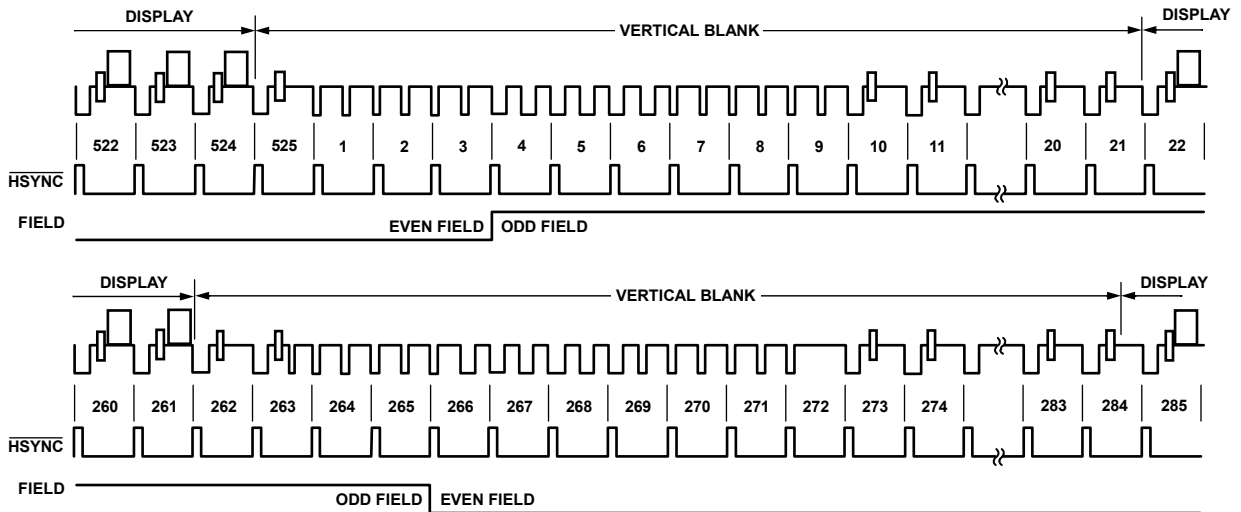 DISPLAY VERTICAL BLANK DISPLAY
522 523 524 525 1 2 3 4 5 6 7 8 9 10 11 20 21 22
HSYNC
FIELD EVEN FIELD ODD FIELD
DISPLAY VERTICAL BLANK DISPLAY
260 261 262 263 264 265 266 267 268 269 270 271 272 273 274 283 284 285
HSYNC
FIELD ODD FIELD EVEN FIELD